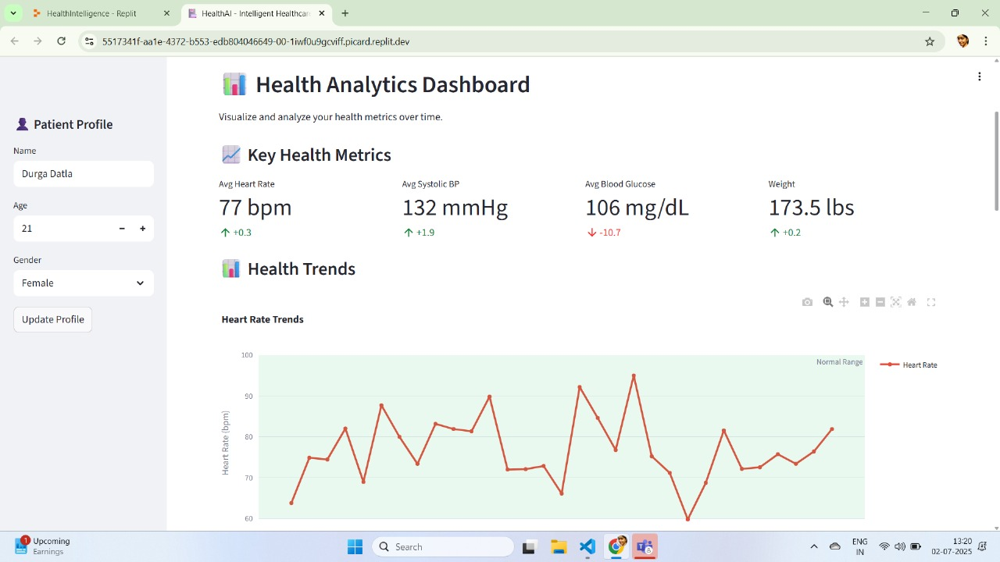 HealthIntelligence - Replit
HealthAI - Intelligent Healthcar
5517341f-aa1e-4372-b553-edb804046649-00-1iwf0u9gcviff.picard.replit.dev
Patient Profile
Name
Durga Datla
Age
21
Gender
Female
Update Profile
Health Analytics Dashboard
Visualize and analyze your health metrics over time.
Key Health Metrics
Avg Heart Rate
77 bpm
+0.3
Avg Systolic BP
132 mmHg
+1.9
Avg Blood Glucose
106 mg/dL
-10.7
Weight
173.5 lbs
+0.2
Health Trends
Heart Rate Trends
Normal Range
Heart Rate
Heart Rate (bpm)
100
90
80
70
60
1
Upcoming
Earnings
Search
ENG
IN
13:20
02-07-2025